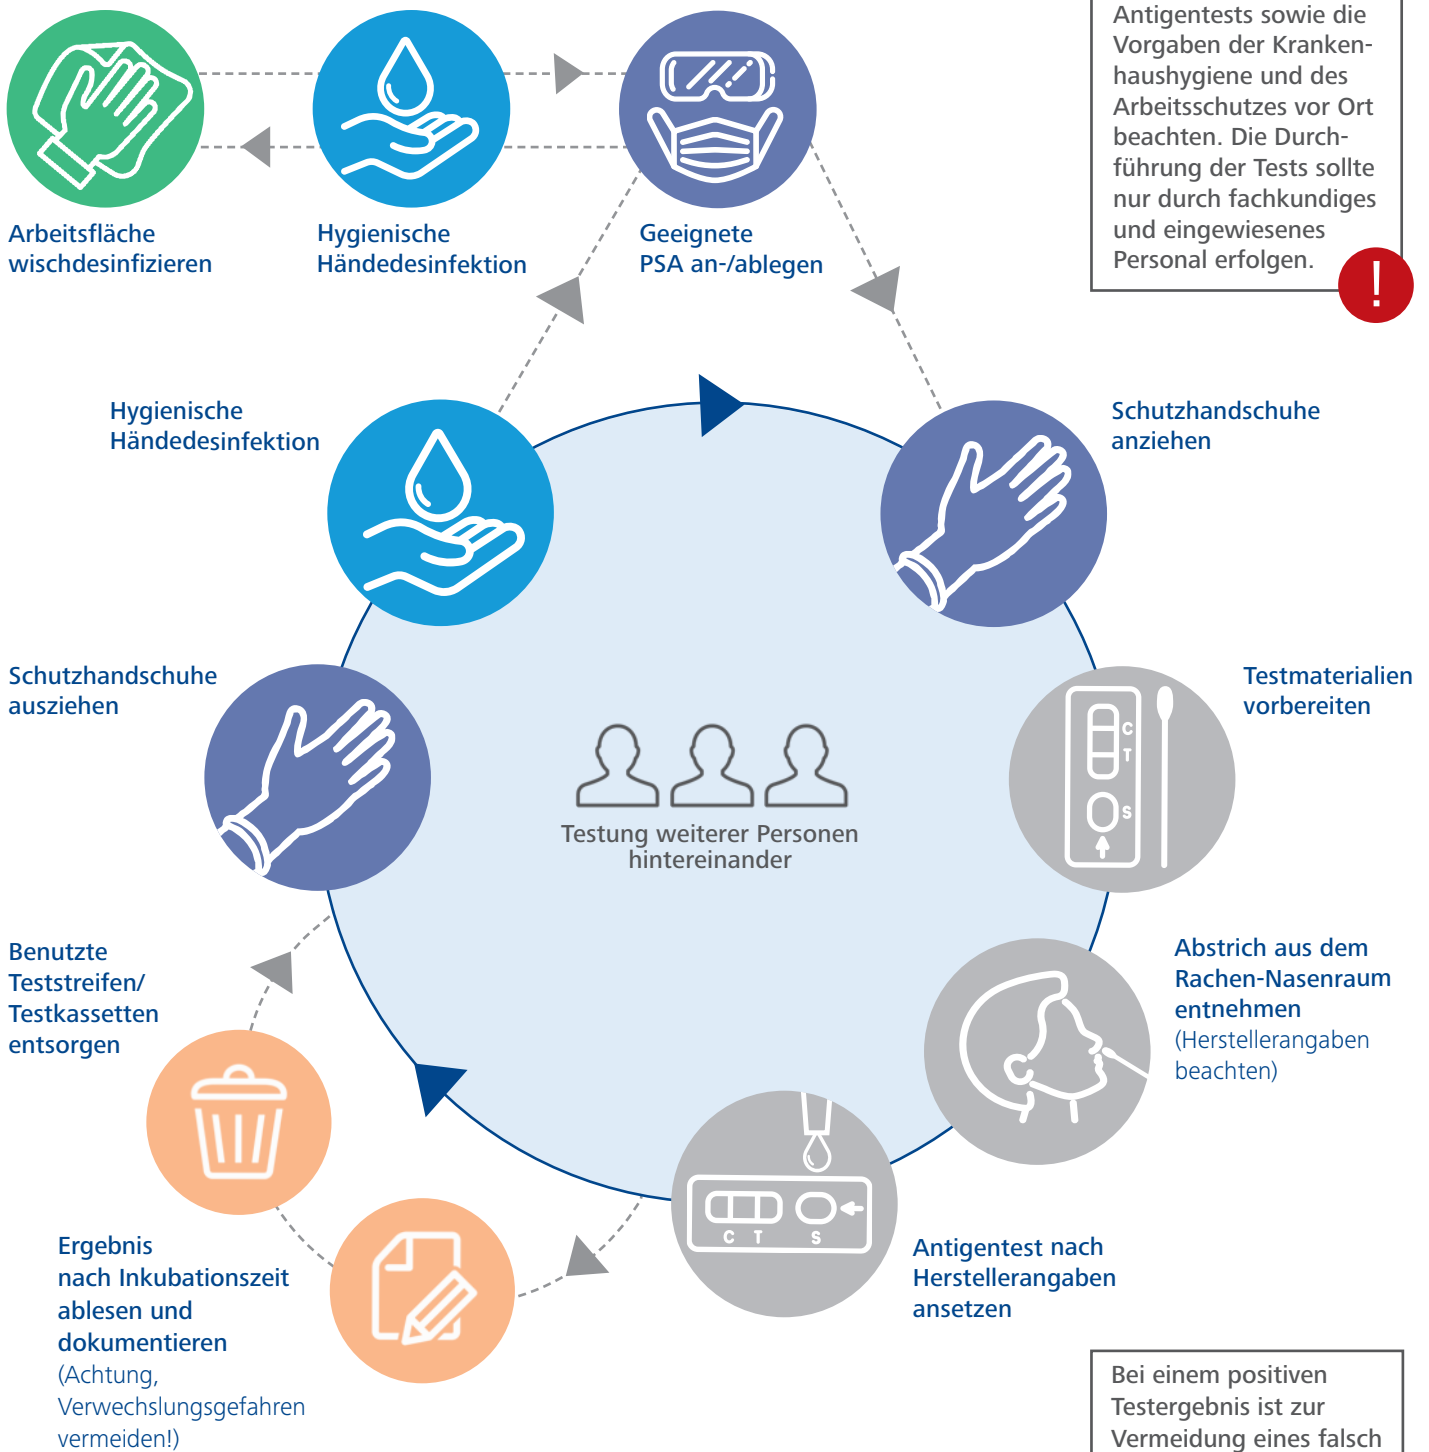 Antigentests sowie die
Vorgaben der Kranken-
haushygiene und des
Arbeitsschutzes vor Ort
beachten. Die Durch-
führung der Tests sollte
nur durch fachkundiges
und eingewiesenes
Personal erfolgen.
!
Arbeitsfläche
wischdesinfizieren
Hygienische
Händedesinfektion
Geeignete
PSA an-/ablegen
Hygienische
Händedesinfektion
Schutzhandschuhe
anziehen
Schutzhandschuhe
ausziehen
Testmaterialien
vorbereiten
C
T
S
Testung weiterer Personen
hintereinander
Benutzte
Teststreifen/
Testkassetten
entsorgen
Abstrich aus dem
Rachen-Nasenraum
entnehmen
(Herstellerangaben
beachten)
C T S
Antigentest nach
Herstellerangaben
ansetzen
Ergebnis
nach Inkubationszeit
ablesen und
dokumentieren
(Achtung,
Verwechslungsgefahren
vermeiden!)
Bei einem positiven
Testergebnis ist zur
Vermeidung eines falsch